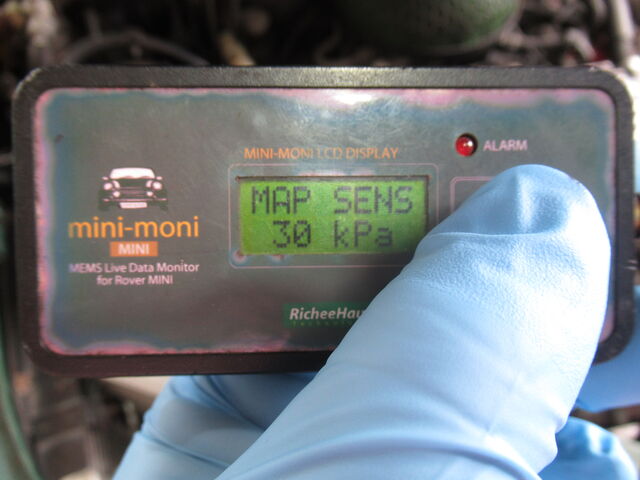 MINI-MONI LCD DISPLAY
ALARM
MAP SENS
30 kPa
mini-moni
MINI
MEMS Live Data Monitor
for Rover MINI